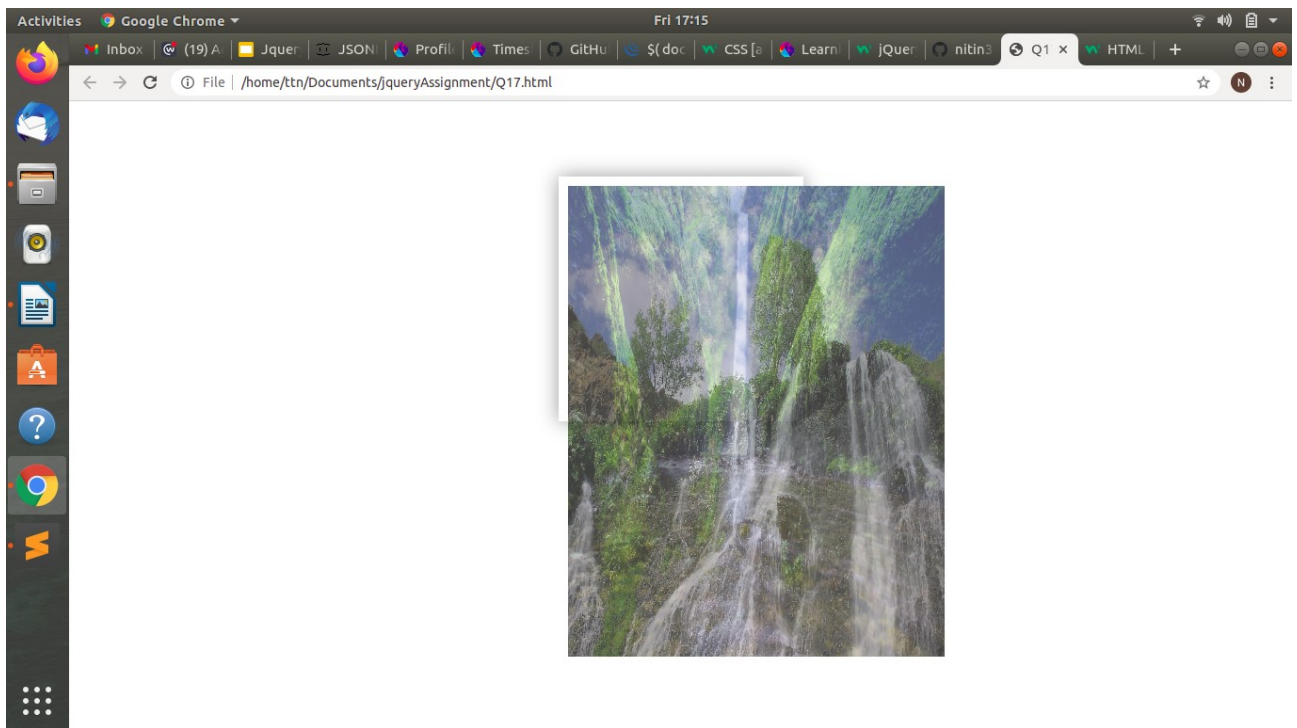 Activities Google Chrome Fri 17:15
Inbox (19) A Jquer JSON Profil Times GitHu $( doc CSS [a Learn jQuer nitin3 Q1 HTML
File /home/ttn/Documents/jqueryAssignment/Q17.html N